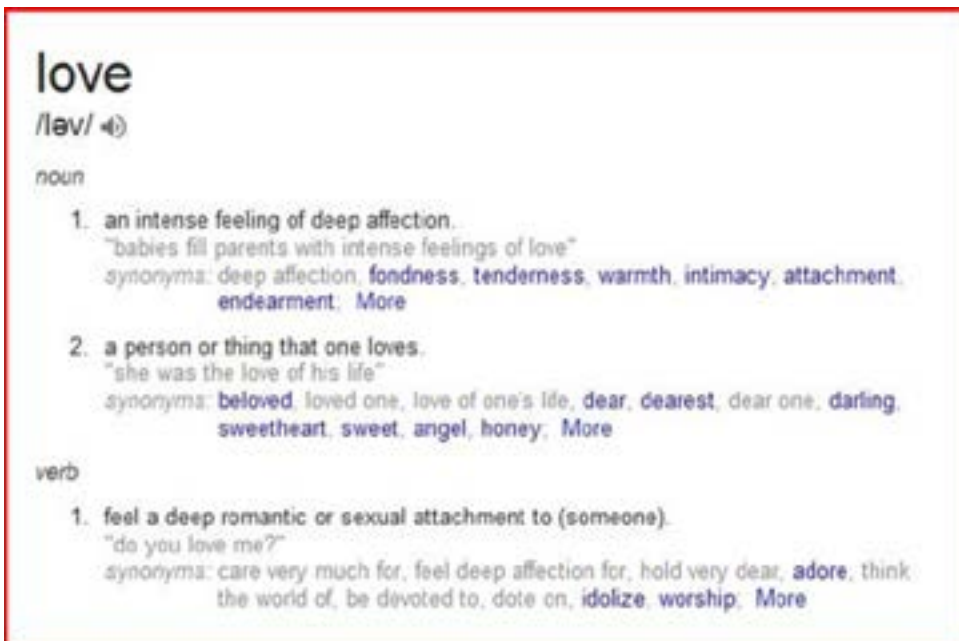 love
/ləv/
noun
1. an intense feeling of deep affection.
"babies fill parents with intense feelings of love"
synonyms: deep affection, fondness, tenderness, warmth, intimacy, attachment,
endearment; More
2. a person or thing that one loves.
"she was the love of his life"
synonyms: beloved, loved one, love of one's life, dear, dearest, dear one, darling,
sweetheart, sweet, angel, honey; More
verb
1. feel a deep romantic or sexual attachment to (someone).
"do you love me?"
synonyms: care very much for, feel deep affection for, hold very dear, adore, think
the world of, be devoted to, dote on, idolize, worship; More